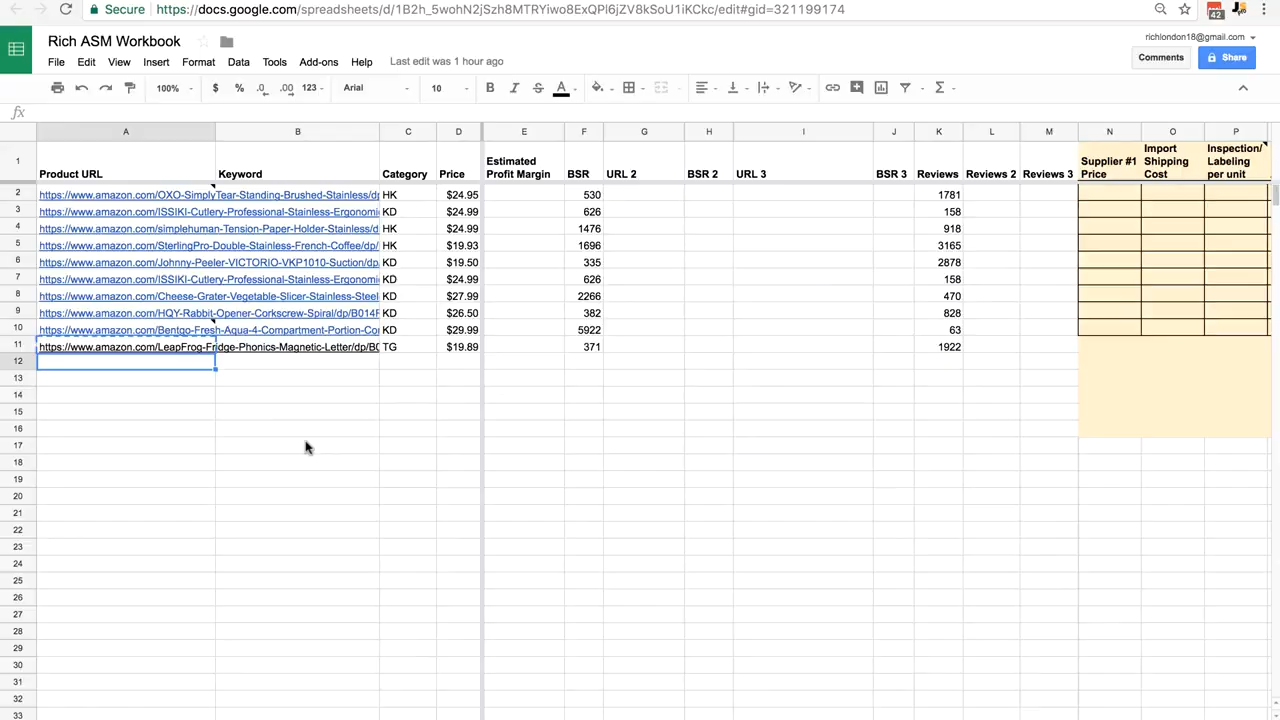 Secure https://docs.google.com/spreadsheets/d/1B2h_5wohN2jSzh8MTRYiwo8ExQPl6jZV8kSoU1iKCkc/edit#gid=321199174
42
Rich ASM Workbook
richlondon18@gmail.com
File Edit View Insert Format Data Tools Add-ons Help Last edit was 1 hour ago
Comments Share
100% $ % .0 .00 123 Arial 10 B I S A
fx
A B C D E F G H I J K L M N O P
1 Product URL Keyword Category Price Estimated Profit Margin BSR URL 2 BSR 2 URL 3 BSR 3 Reviews Reviews 2 Reviews 3 Supplier #1 Price Import Shipping Cost Inspection/ Labeling per unit
2 https://www.amazon.com/OXO-SimplyTear-Standing-Brushed-Stainless/dp HK $24.95 530 1781
3 https://www.amazon.com/ISSIKI-Cutlery-Professional-Stainless-Ergonomi KD $24.99 626 158
4 https://www.amazon.com/simplehuman-Tension-Paper-Holder-Stainless/d HK $24.99 1476 918
5 https://www.amazon.com/SterlingPro-Double-Stainless-French-Coffee/dp/ HK $19.93 1696 3165
6 https://www.amazon.com/Johnny-Peeler-VICTORIO-VKP1010-Suction/dp KD $19.50 335 2878
7 https://www.amazon.com/ISSIKI-Cutlery-Professional-Stainless-Ergonomi KD $24.99 626 158
8 https://www.amazon.com/Cheese-Grater-Vegetable-Slicer-Stainless-Steel KD $27.99 2266 470
9 https://www.amazon.com/HQY-Rabbit-Opener-Corkscrew-Spiral/dp/B014F KD $26.50 382 828
10 https://www.amazon.com/Bentgo-Fresh-Aqua-4-Compartment-Portion-Co KD $29.99 5922 63
11 https://www.amazon.com/LeapFrog-Fridge-Phonics-Magnetic-Letter/dp/B0 TG $19.89 371 1922
12
13
14
15
16
17
18
19
20
21
22
23
24
25
26
27
28
29
30
31
32
33